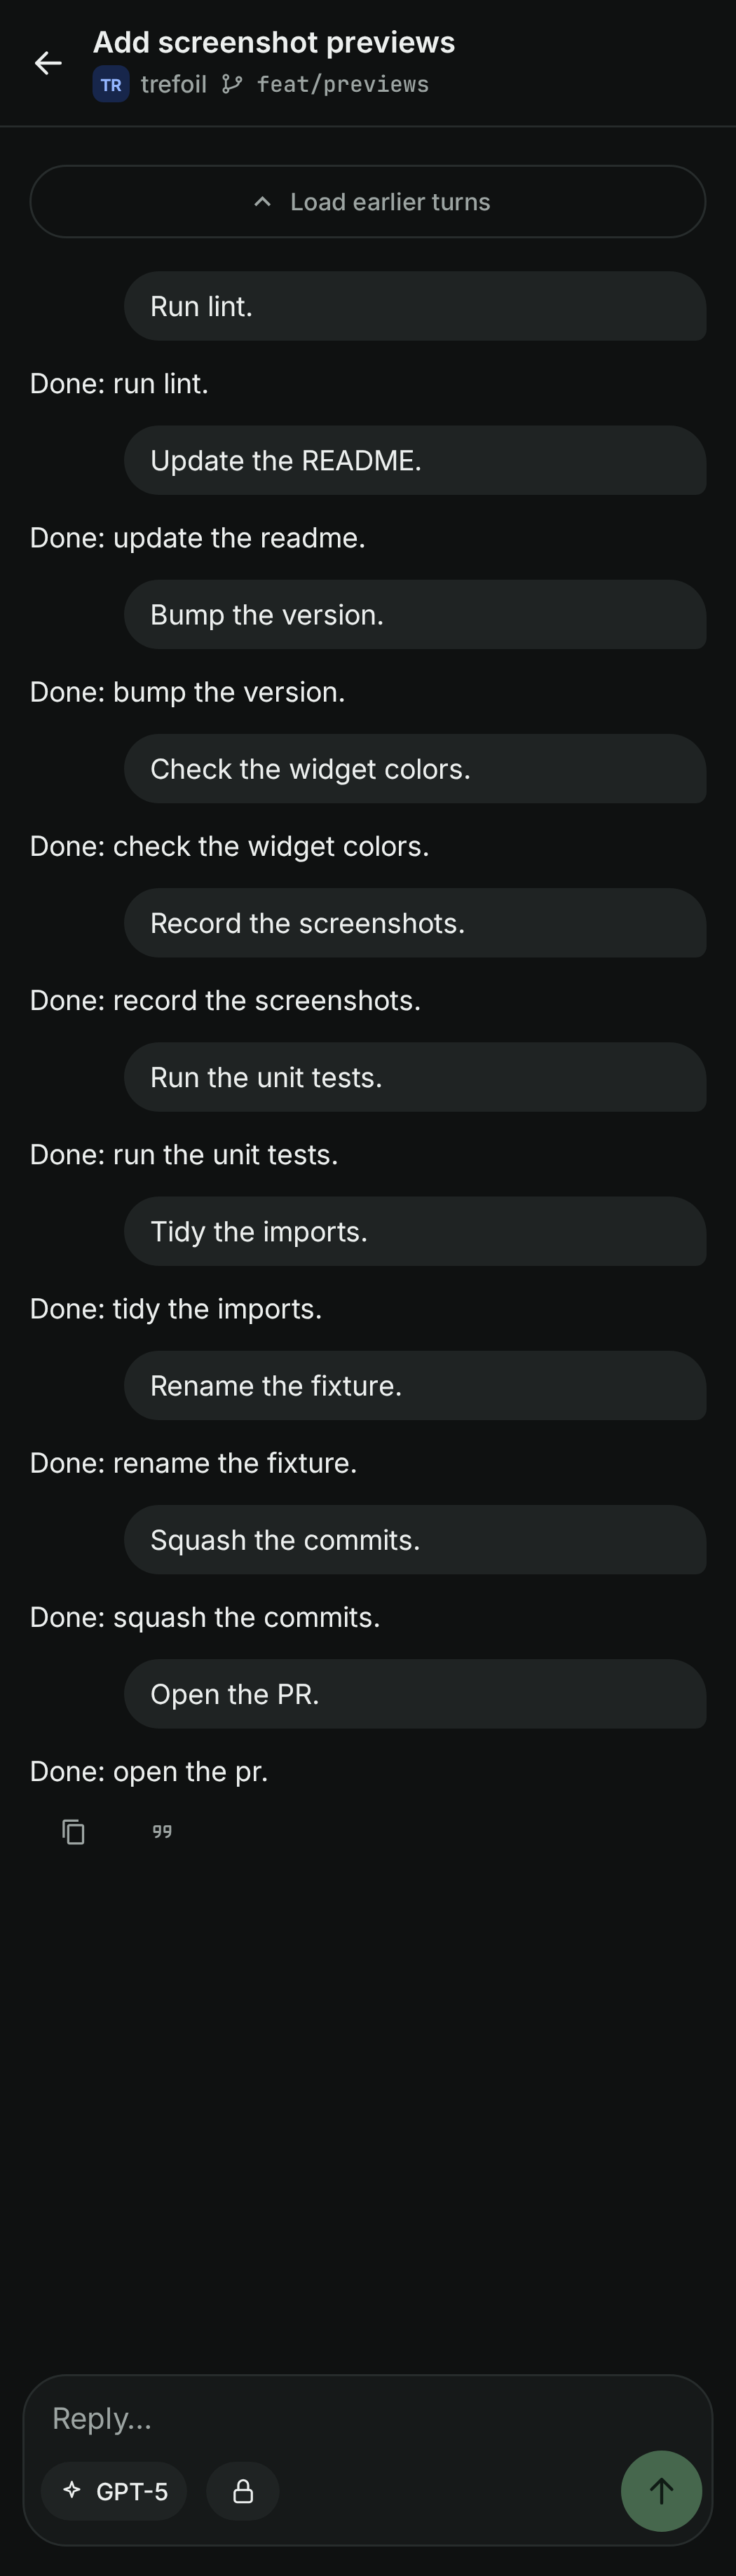 Add screenshot previews
TR trefoil feat/previews
Load earlier turns
Run lint.
Done: run lint.
Update the README.
Done: update the readme.
Bump the version.
Done: bump the version.
Check the widget colors.
Done: check the widget colors.
Record the screenshots.
Done: record the screenshots.
Run the unit tests.
Done: run the unit tests.
Tidy the imports.
Done: tidy the imports.
Rename the fixture.
Done: rename the fixture.
Squash the commits.
Done: squash the commits.
Open the PR.
Done: open the pr.
Reply...
GPT-5